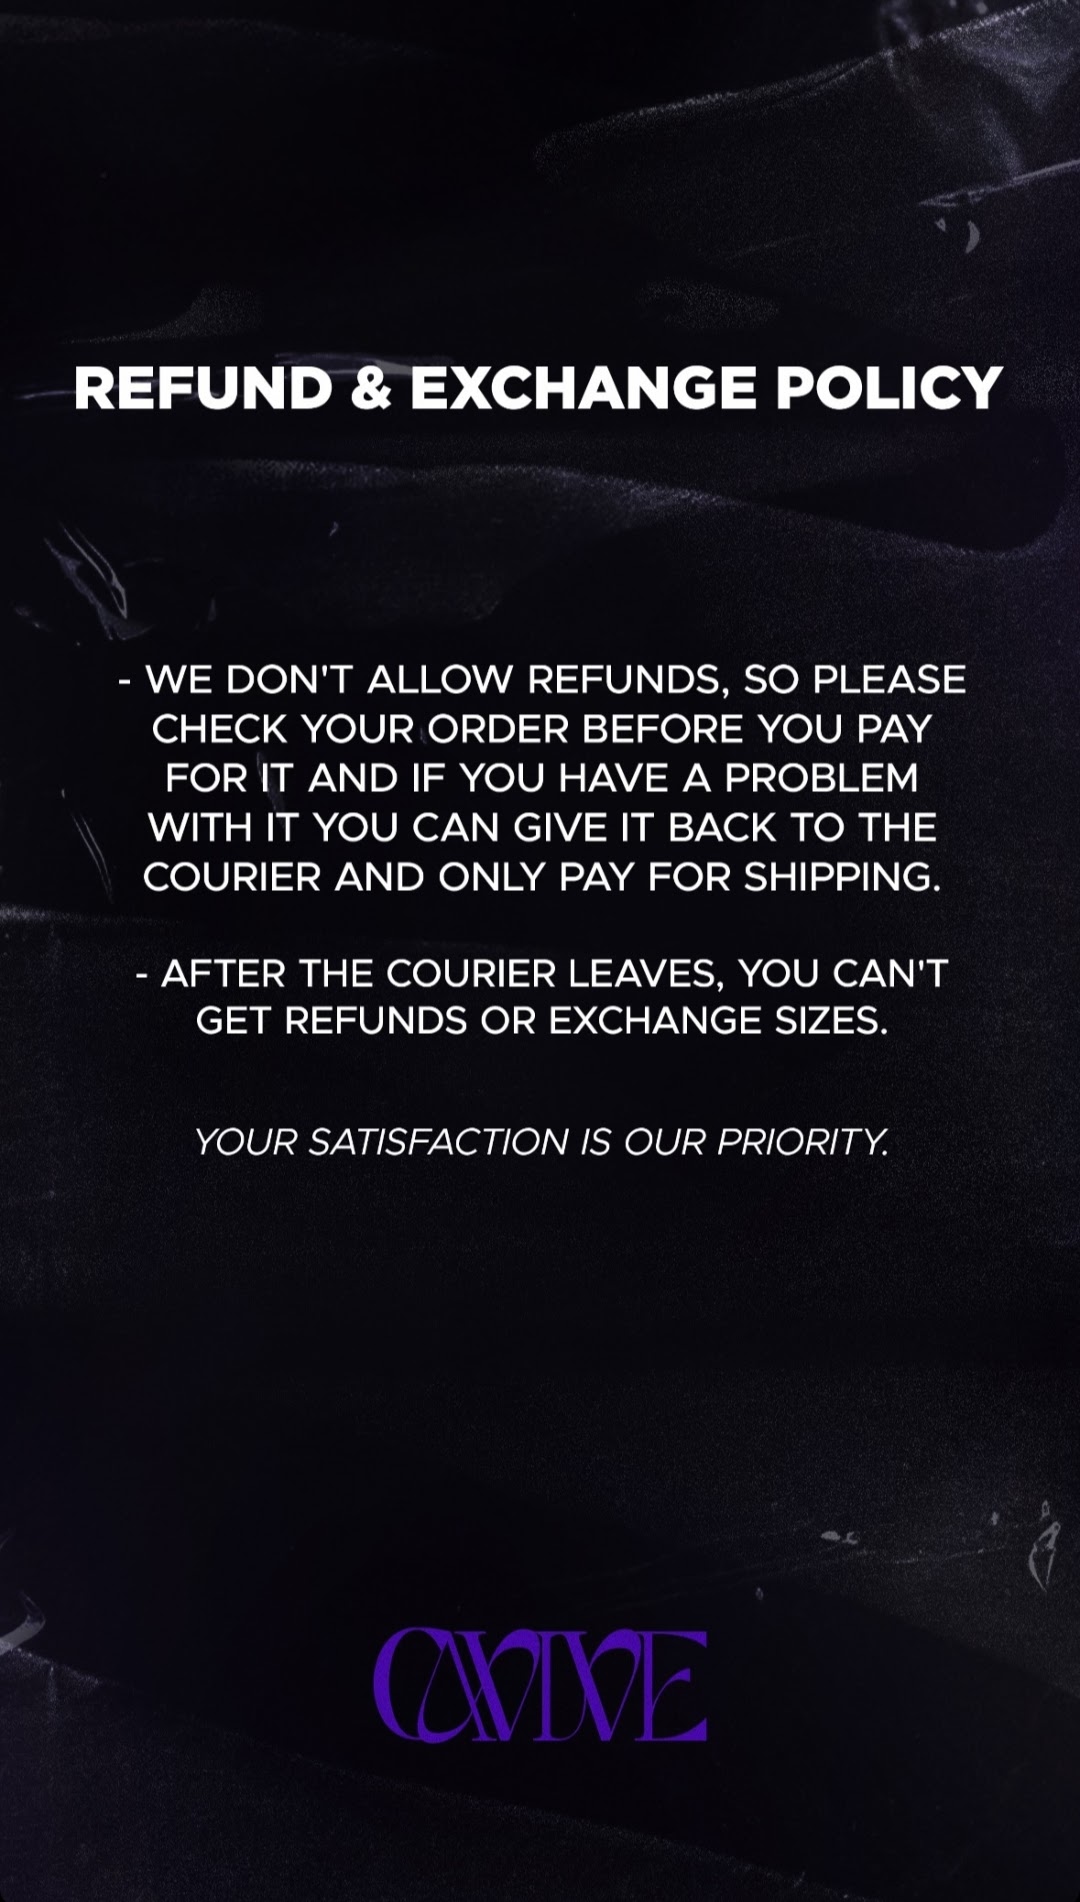 REFUND & EXCHANGE POLICY
- WE DON'T ALLOW REFUNDS, SO PLEASE
CHECK YOUR ORDER BEFORE YOU PAY
FOR IT AND IF YOU HAVE A PROBLEM
WITH IT YOU CAN GIVE IT BACK TO THE
COURIER AND ONLY PAY FOR SHIPPING.
- AFTER THE COURIER LEAVES, YOU CAN'T
GET REFUNDS OR EXCHANGE SIZES.
YOUR SATISFACTION IS OUR PRIORITY.
CAVIVE